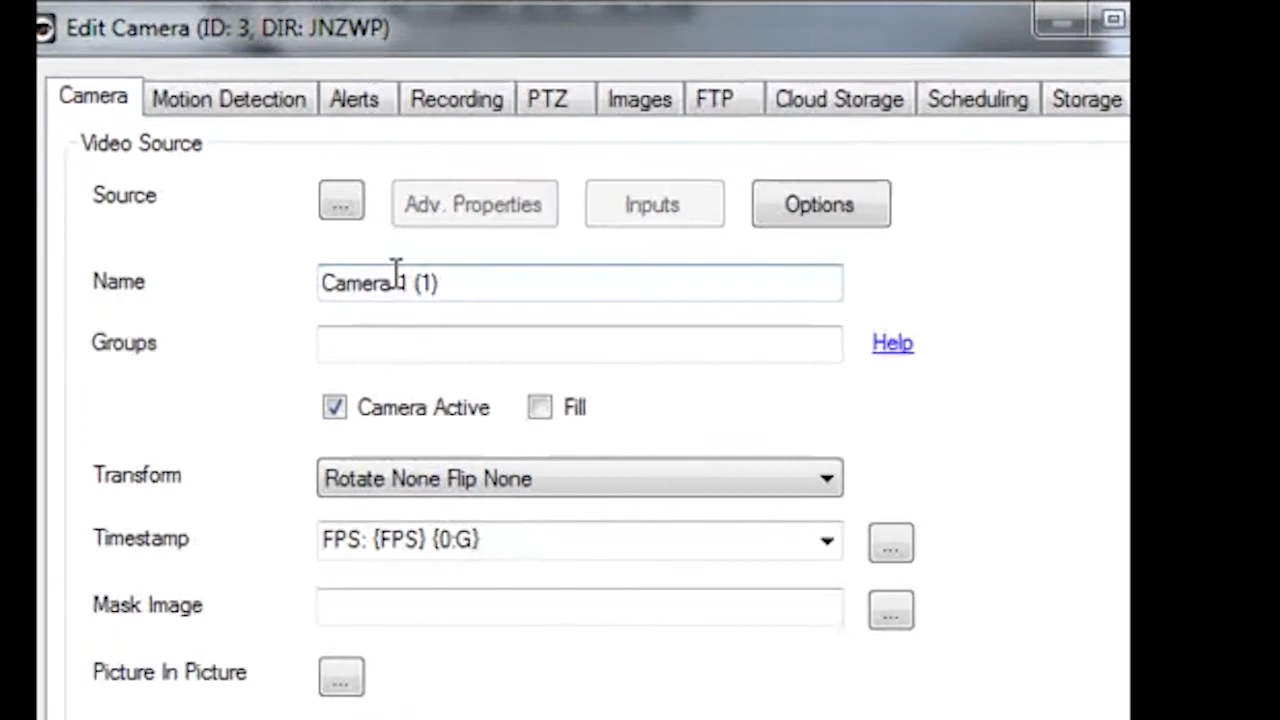 Edit Camera (ID: 3, DIR: JNZWP)
Camera Motion Detection Alerts Recording PTZ Images FTP Cloud Storage Scheduling Storage
Video Source
Source ... Adv. Properties Inputs Options
Name Camera 1 (1)
Groups Help
Camera Active Fill
Transform Rotate None Flip None
Timestamp FPS: {FPS} {0:G} ...
Mask Image ...
Picture In Picture ...